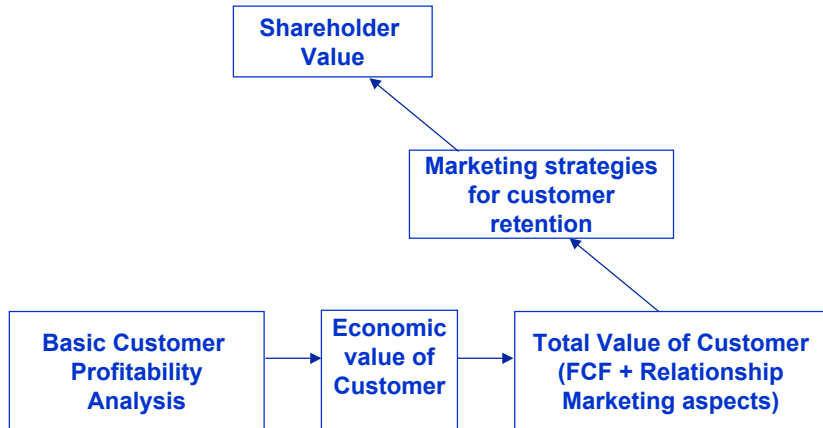 Shareholder
Value
Marketing strategies
for customer
retention
Basic Customer
Profitability
Analysis
Economic
value of
Customer
Total Value of Customer
(FCF + Relationship
Marketing aspects)